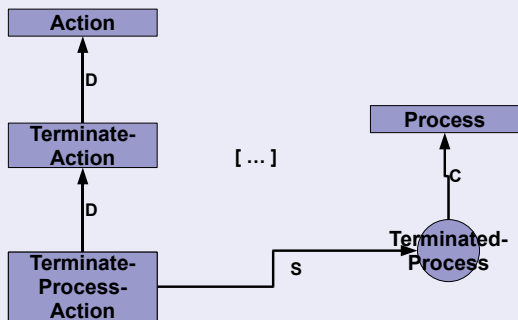 Action
D
Terminate-
Action
[ ... ]
Process
D
C
Terminate-
Process-
Action
S
Terminated-
Process